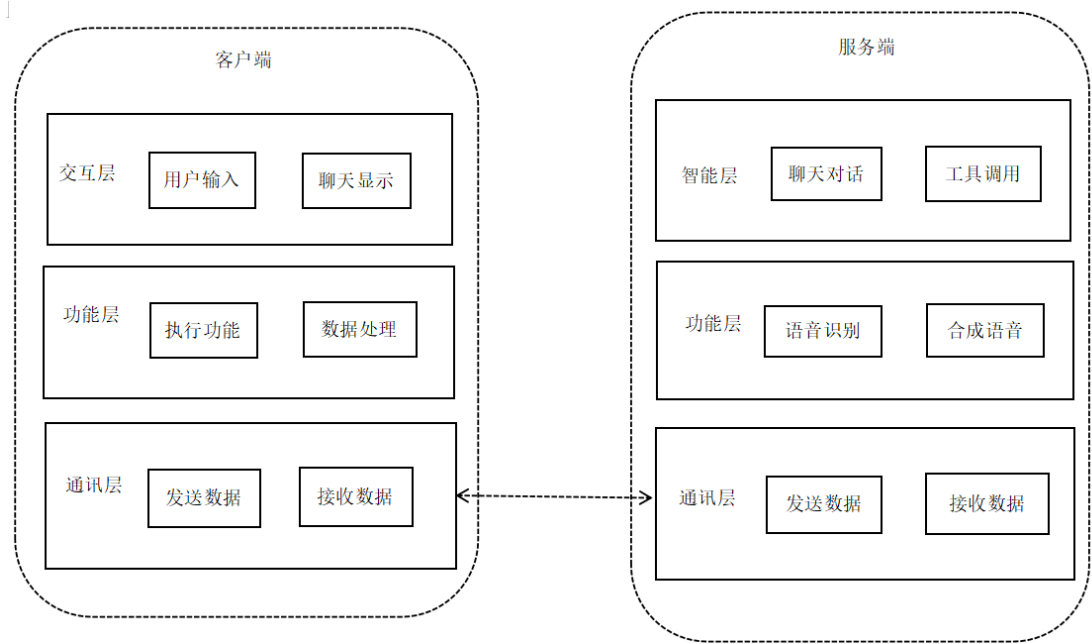 客户端
交互层 用户输入 聊天显示
功能层 执行功能 数据处理
通讯层 发送数据 接收数据
服务端
智能层 聊天对话 工具调用
功能层 语音识别 合成语音
通讯层 发送数据 接收数据